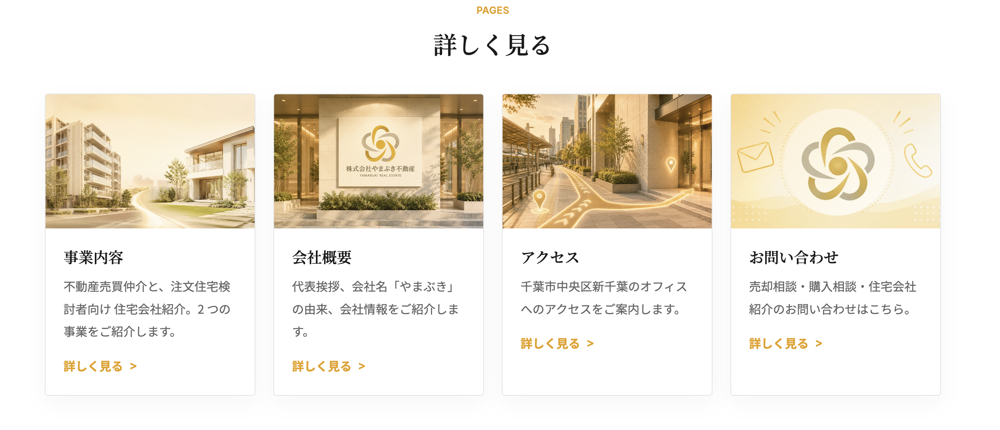 PAGES
詳しく見る
株式会社やまぶき不動産
YAMABUKI REAL ESTATE
事業内容
不動産売買仲介と、注文住宅検
討者向け 住宅会社紹介。2 つの
事業をご紹介します。
詳しく見る >
会社概要
代表挨拶、会社名「やまぶき」
の由来、会社情報をご紹介しま
す。
詳しく見る >
アクセス
千葉市中央区新千葉のオフィス
へのアクセスをご案内します。
詳しく見る >
お問い合わせ
売却相談・購入相談・住宅会社
紹介のお問い合わせはこちら。
詳しく見る >